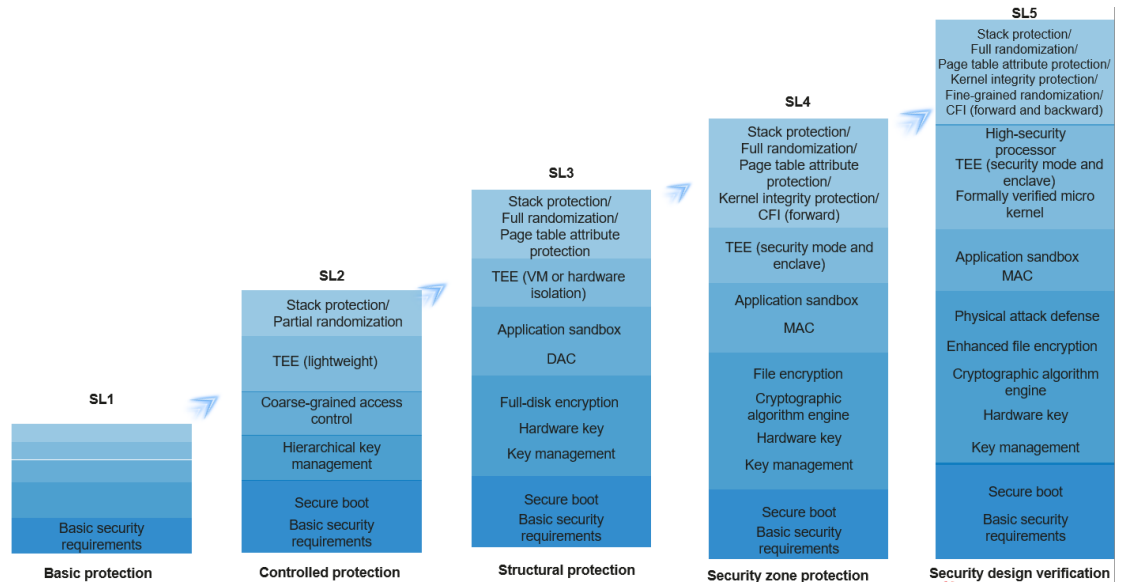 SL1
Basic security
requirements
Basic protection
SL2
Stack protection/
Partial randomization
TEE (lightweight)
Coarse-grained access
control
Hierarchical key
management
Secure boot
Basic security
requirements
Controlled protection
SL3
Stack protection/
Full randomization/
Page table attribute
protection
TEE (VM or hardware
isolation)
Application sandbox
DAC
Full-disk encryption
Hardware key
Key management
Secure boot
Basic security
requirements
Structural protection
SL4
Stack protection/
Full randomization/
Page table attribute
protection/
Kernel integrity protection/
CFI (forward)
TEE (security mode and
enclave)
Application sandbox
MAC
File encryption
Cryptographic
algorithm engine
Hardware key
Key management
Secure boot
Basic security
requirements
Security zone protection
SL5
Stack protection/
Full randomization/
Page table attribute protection/
Kernel integrity protection/
Fine-grained randomization/
CFI (forward and backward)
High-security
processor
TEE (security mode and
enclave)
Formally verified micro
kernel
Application sandbox
MAC
Physical attack defense
Enhanced file encryption
Cryptographic algorithm
engine
Hardware key
Key management
Secure boot
Basic security
requirements
Security design verification